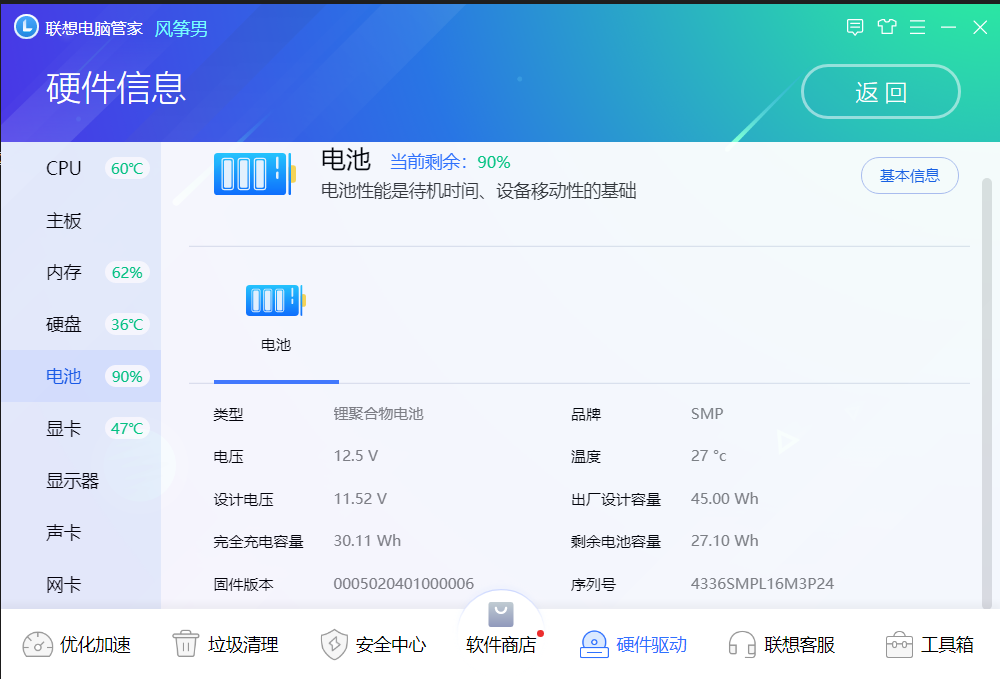 联想电脑管家 风筝男
硬件信息
返 回
CPU 60℃
主板
内存 62%
硬盘 36℃
电池 90%
显卡 47℃
显示器
声卡
网卡
电池 当前剩余：90%
电池性能是待机时间、设备移动性的基础
基本信息
电池
类型 锂聚合物电池 品牌 SMP
电压 12.5 V 温度 27 °c
设计电压 11.52 V 出厂设计容量 45.00 Wh
完全充电容量 30.11 Wh 剩余电池容量 27.10 Wh
固件版本 0005020401000006 序列号 4336SMPL16M3P24
优化加速 垃圾清理 安全中心 软件商店 硬件驱动 联想客服 工具箱